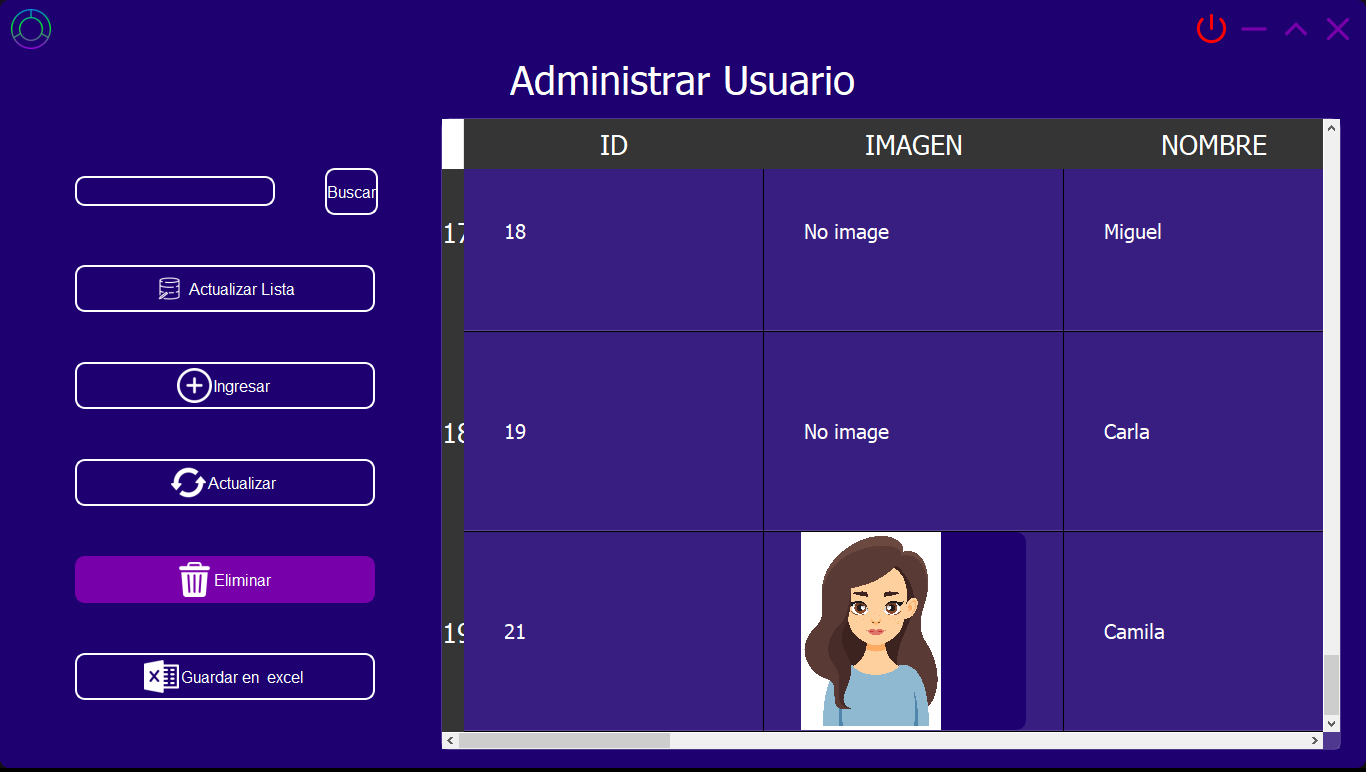 Administrar Usuario
ID IMAGEN NOMBRE
Buscar
17 18 No image Miguel
Actualizar Lista
Ingresar
18 19 No image Carla
Actualizar
Eliminar
19 21 Camila
X Guardar en excel